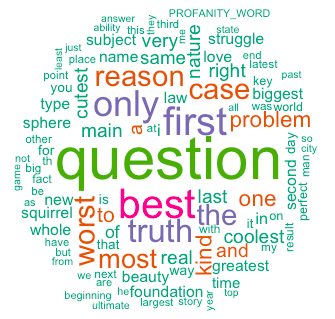 PROFANITY_WORD
answer
ability
this
they
third
state
just
subject
very
nature
struggle
me
least
place
name
same
love
end
latest
point
cutest
reason
case
right
key
past
you
type
law
biggest
only
first
problem
all
was
world
sphere
main
a
at
i
second day
perfect
man
so
city
other
for
th
not
big
question
game
fact
be
as
new
is
worst
to
best
the
last
one
in
on
it
squirrel
whole
of
truth
kind
and
coolest
my
result
have
but
that
real
with
from
most
beauty
way
greatest
we
next
are
he
foundation
time
year
beginning
ultimate
largest
story
top